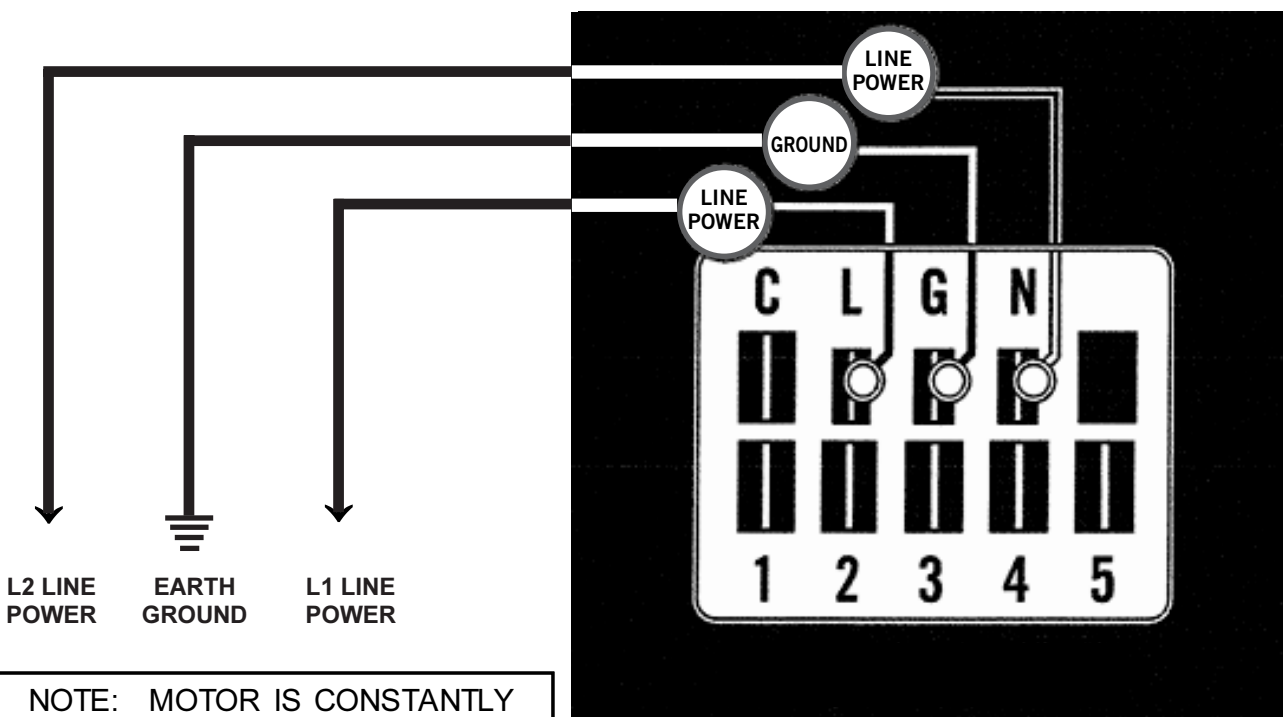 LINE
POWER
GROUND
LINE
POWER
C L G N
1 2 3 4 5
L2 LINE
POWER
EARTH
GROUND
L1 LINE
POWER
NOTE: MOTOR IS CONSTANTLY